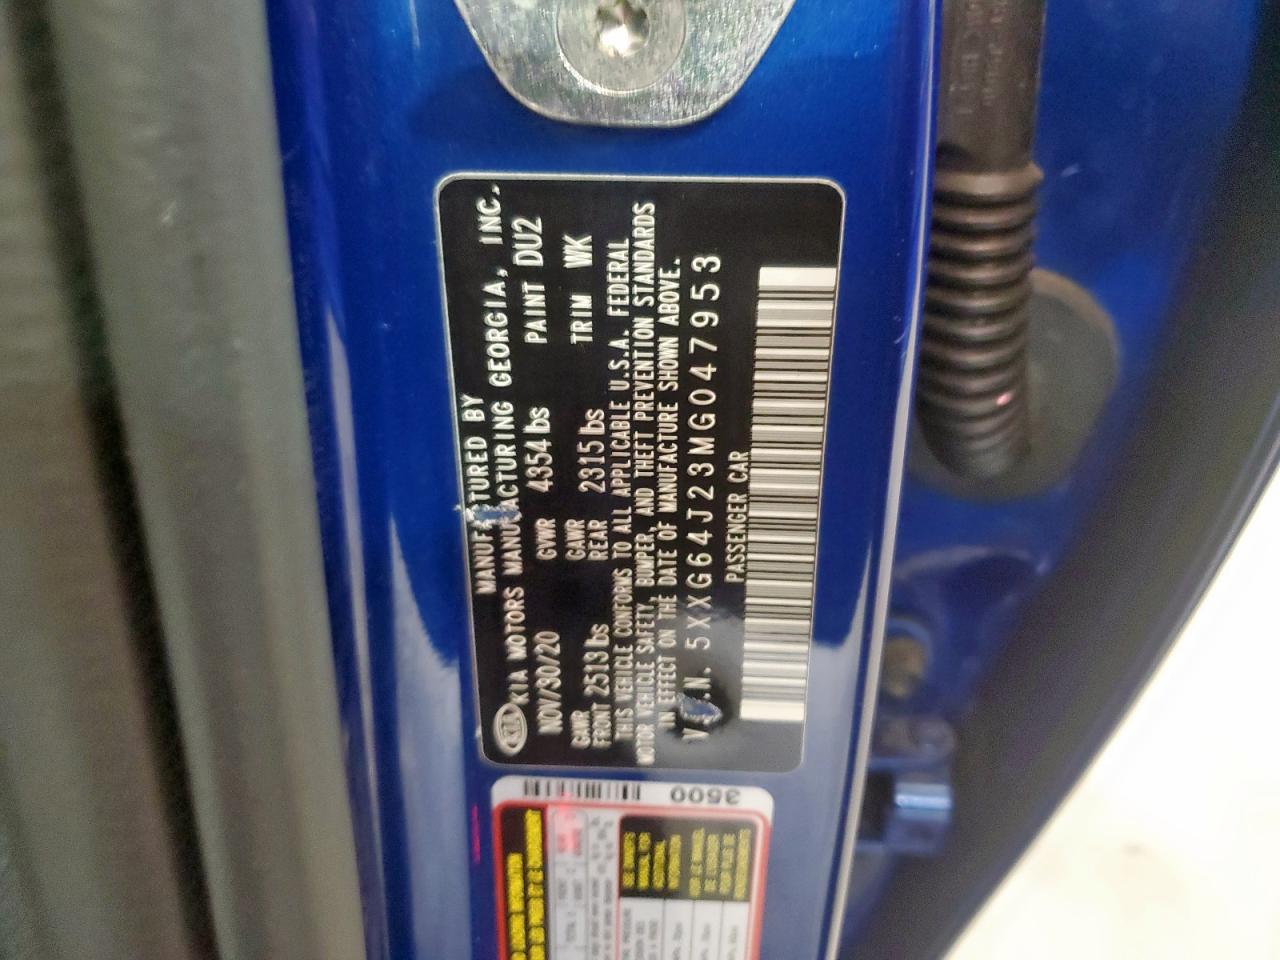 MANUFACTURED BY
KIA KIA MOTORS MANUFACTURING GEORGIA, INC.
NOV/30/20 GVWR 4354 lbs PAINT DU2
GAWR FRONT 2513 lbs GAWR REAR 2315 lbs TRIM WK
THIS VEHICLE CONFORMS TO ALL APPLICABLE U.S.A. FEDERAL
MOTOR VEHICLE SAFETY, BUMPER, AND THEFT PREVENTION STANDARDS
IN EFFECT ON THE DATE OF MANUFACTURE SHOWN ABOVE.
V.I.N. 5XXG64J23MG047953
PASSENGER CAR
3500